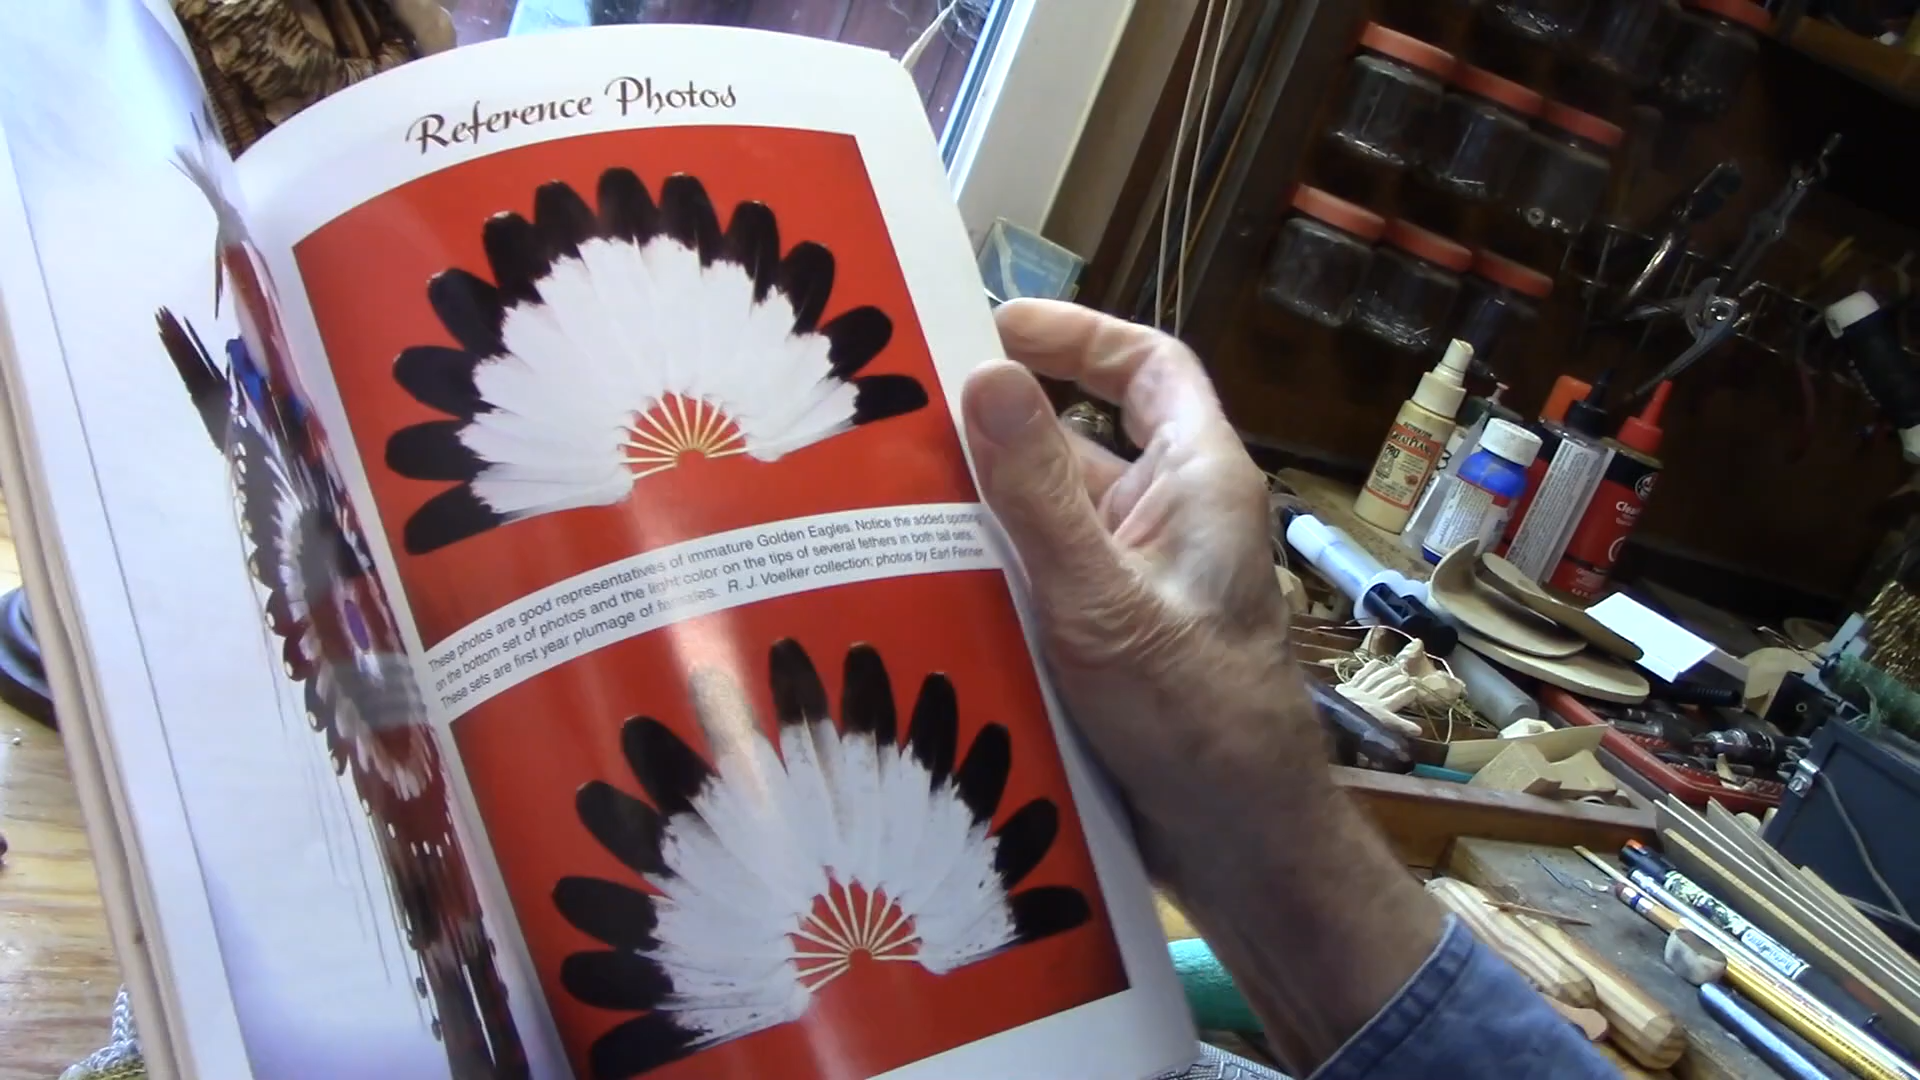 Reference Photos
These photos are good representatives of immature Golden Eagles. Notice the added spotting
on the bottom set of photos and the light color on the tips of several fethers in both tail sets.
These sets are first year plumage of females. R. J. Voelker collection; photos by Earl Fenner